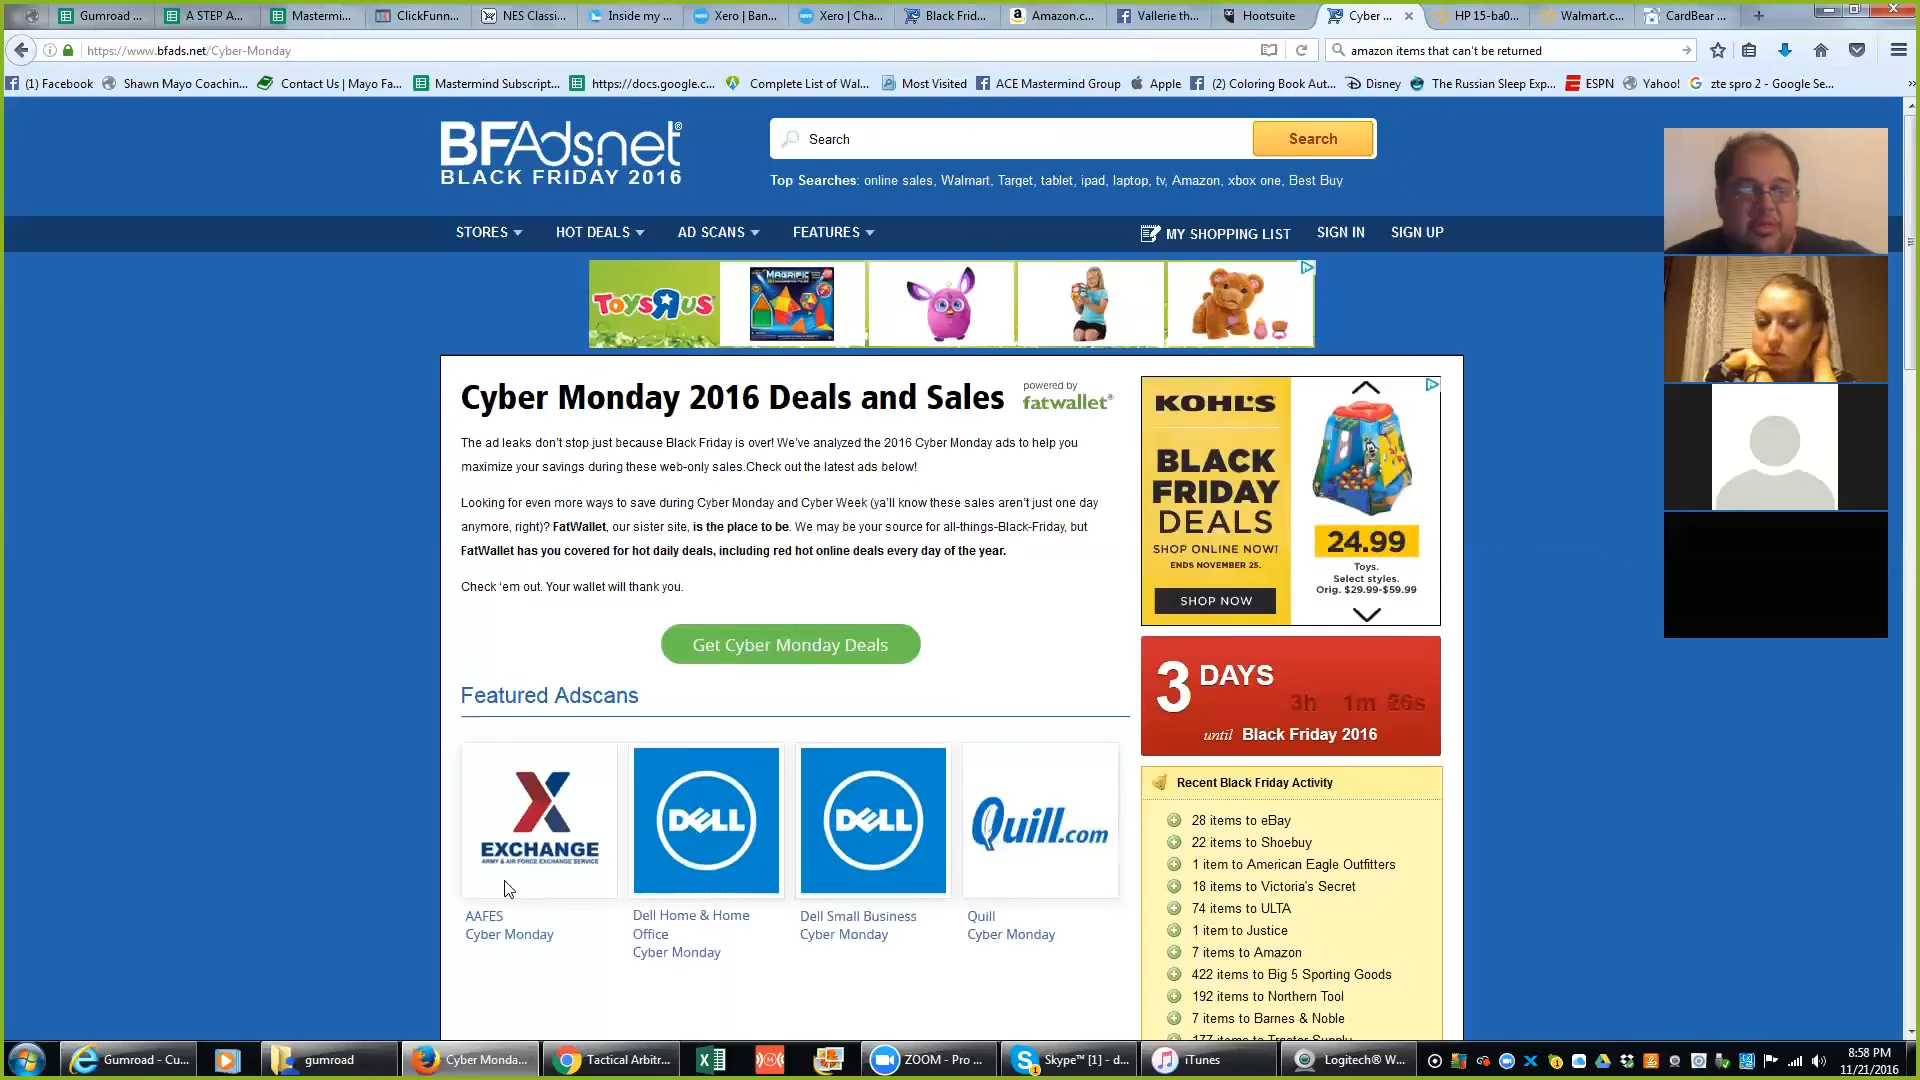 Gumroad ...
A STEP A...
Mastermi...
ClickFunn...
NES Classi...
Inside my ...
Xero | Ban...
Xero | Cha...
Black Frid...
Amazon.c...
Vallerie th...
Hootsuite
Cyber ...
HP 15-ba0...
Walmart.c...
CardBear ...
https://www.bfads.net/Cyber-Monday
amazon items that can't be returned
(1) Facebook
Shawn Mayo Coachin...
Contact Us | Mayo Fa...
Mastermind Subscript...
https://docs.google.c...
Complete List of Wal...
Most Visited
ACE Mastermind Group
Apple
(2) Coloring Book Aut...
Disney
The Russian Sleep Exp...
ESPN
Yahoo!
zte spro 2 - Google Se...
BFAdsnet®
BLACK FRIDAY 2016
Search
Search
Top Searches: online sales, Walmart, Target, tablet, ipad, laptop, tv, Amazon, xbox one, Best Buy
STORES
HOT DEALS
AD SCANS
FEATURES
MY SHOPPING LIST
SIGN IN
SIGN UP
TOYS R US
MAGRIFIC
Cyber Monday 2016 Deals and Sales
powered by
fatwallet®
The ad leaks don't stop just because Black Friday is over! We've analyzed the 2016 Cyber Monday ads to help you
maximize your savings during these web-only sales.Check out the latest ads below!
Looking for even more ways to save during Cyber Monday and Cyber Week (ya'll know these sales aren't just one day
anymore, right)? FatWallet, our sister site, is the place to be. We may be your source for all-things-Black-Friday, but
FatWallet has you covered for hot daily deals, including red hot online deals every day of the year.
Check 'em out. Your wallet will thank you.
Get Cyber Monday Deals
Featured Adscans
EXCHANGE
ARMY & AIR FORCE EXCHANGE SERVICE
DELL
DELL
Quill.com
AAFES
Cyber Monday
Dell Home & Home
Office
Cyber Monday
Dell Small Business
Cyber Monday
Quill
Cyber Monday
KOHL'S
BLACK
FRIDAY
DEALS
SHOP ONLINE NOW!
ENDS NOVEMBER 25.
SHOP NOW
24.99
Toys.
Select styles.
Orig. $29.99-$59.99
3 DAYS
3h 1m 26s
until Black Friday 2016
Recent Black Friday Activity
28 items to eBay
22 items to Shoebuy
1 item to American Eagle Outfitters
18 items to Victoria's Secret
74 items to ULTA
1 item to Justice
7 items to Amazon
422 items to Big 5 Sporting Goods
192 items to Northern Tool
7 items to Barnes & Noble
177 items to Tractor Supply
Gumroad - Cu...
gumroad
Cyber Monda...
Tactical Arbitr...
ZOOM - Pro ...
Skype™ [1] - d...
iTunes
Logitech® W...
8:58 PM
11/21/2016